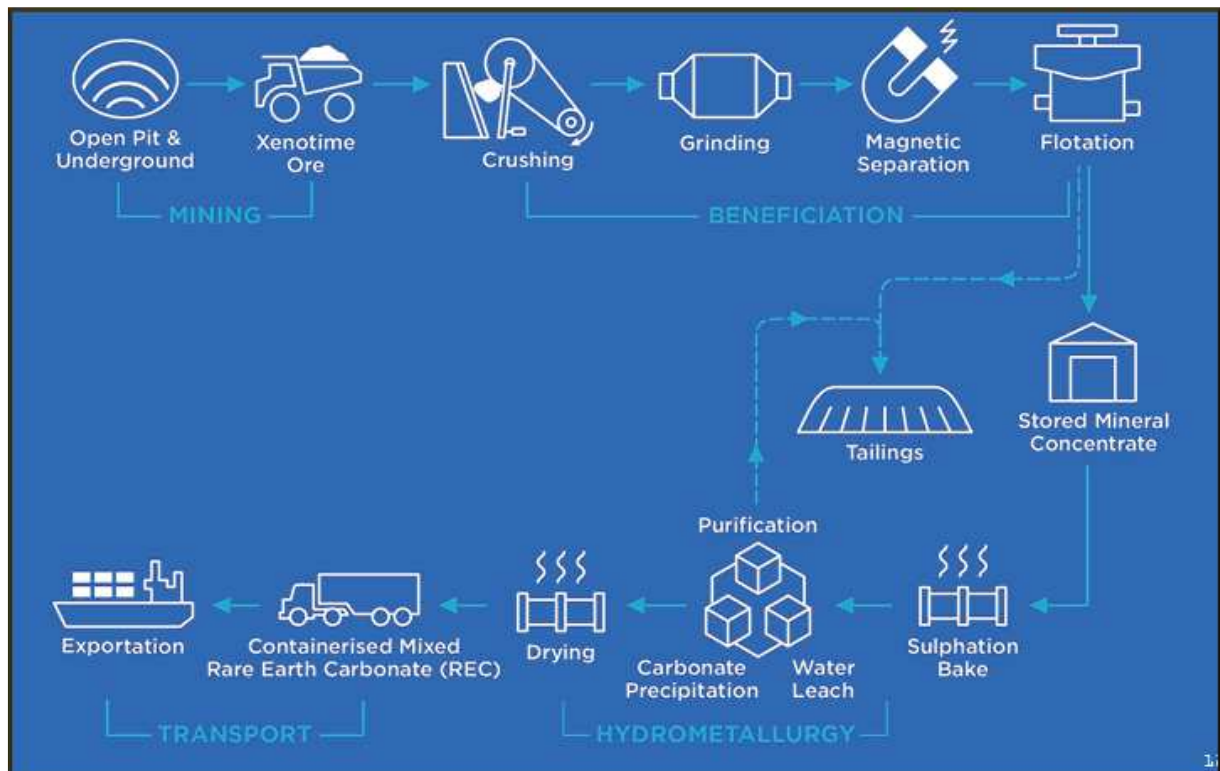 Open Pit &
Underground
Xenotime
Ore
Crushing
Grinding
Magnetic
Separation
Flotation
MINING
BENEFICIATION
Tailings
Stored Mineral
Concentrate
Purification
Exportation
Containerised Mixed
Rare Earth Carbonate (REC)
Drying
Carbonate
Precipitation
Water
Leach
Sulphation
Bake
TRANSPORT
HYDROMETALLURGY